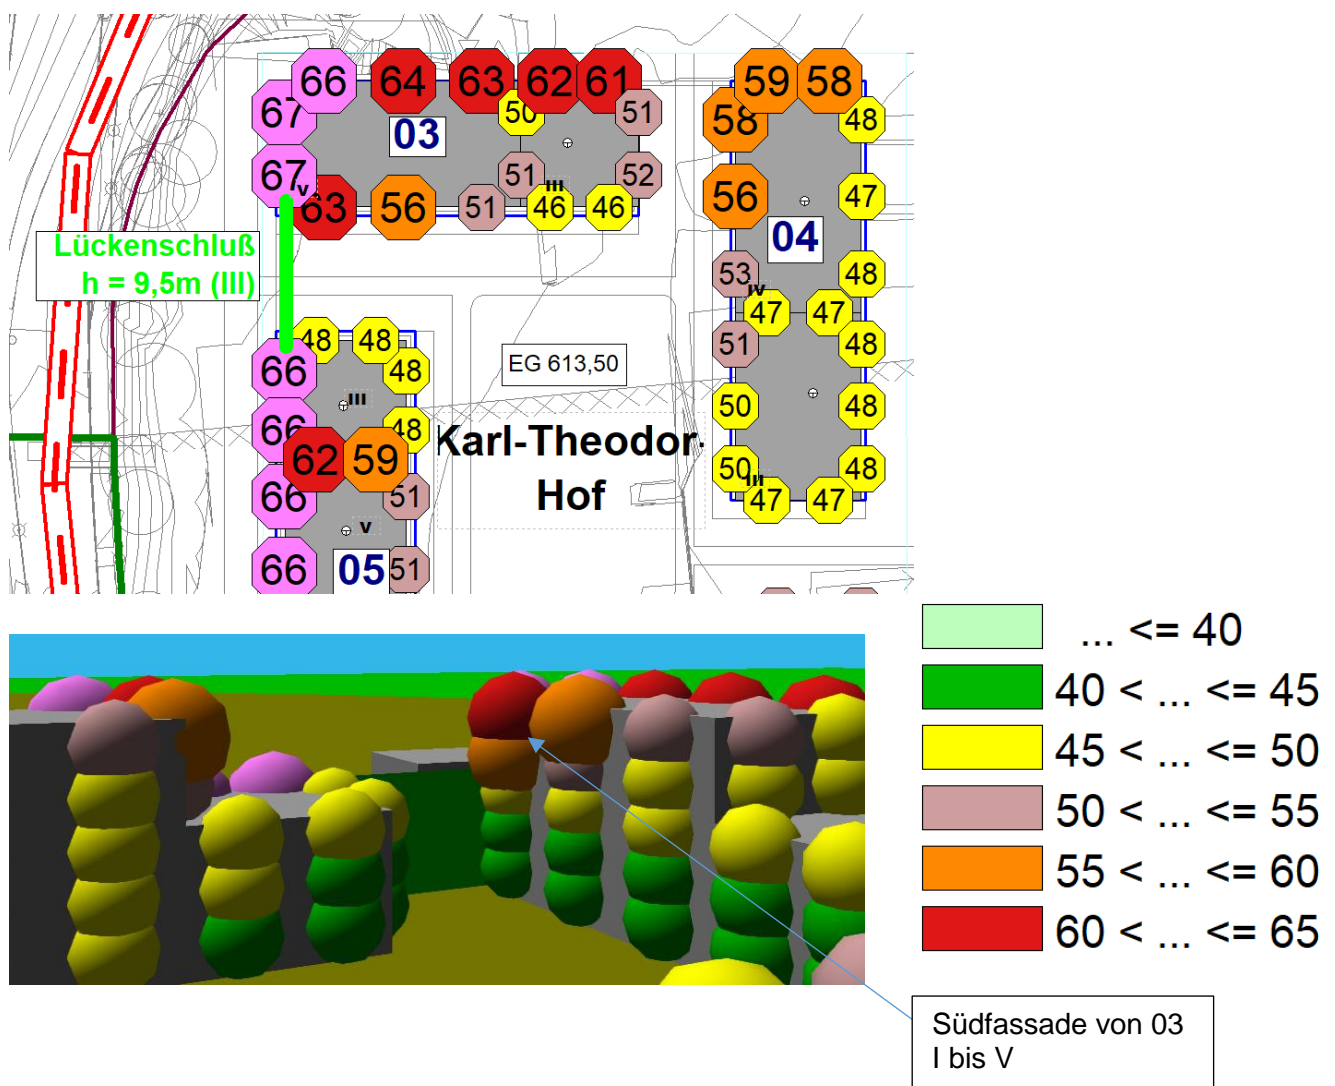 66 64 63 62 61
67 50 51 59 58
03 58 48
67 51 52
V III
63 56 51 46 46 56 47
Lückenschluß
h = 9,5m (III)
04
53 48
IV
47 47
48 48 51 48
66 48 EG 613,50
III
50 48
66 48
Karl-Theodor-
Hof
62 59
50 48
III
66 51 47 47
V
66 05 51
... <= 40
40 < ... <= 45
45 < ... <= 50
50 < ... <= 55
55 < ... <= 60
60 < ... <= 65
Südfassade von 03
I bis V